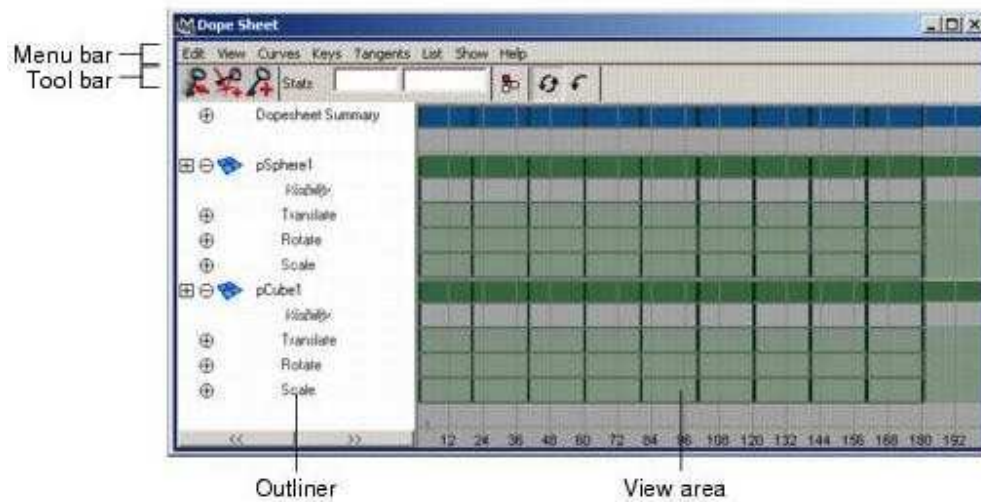 Dope Sheet
Menu bar
Edit View Curves Keys Tangents List Show Help
Tool bar
Stats
Dopesheet Summary
pSphere1
Visibility
Translate
Rotate
Scale
pCube1
Visibility
Translate
Rotate
Scale
<< >>
12 24 36 48 60 72 84 96 108 120 132 144 156 168 180 192
Outliner View area